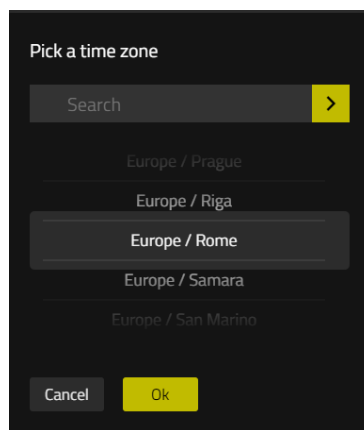 Pick a time zone
Search
Europe / Prague
Europe / Riga
Europe / Rome
Europe / Samara
Europe / San Marino
Cancel
Ok